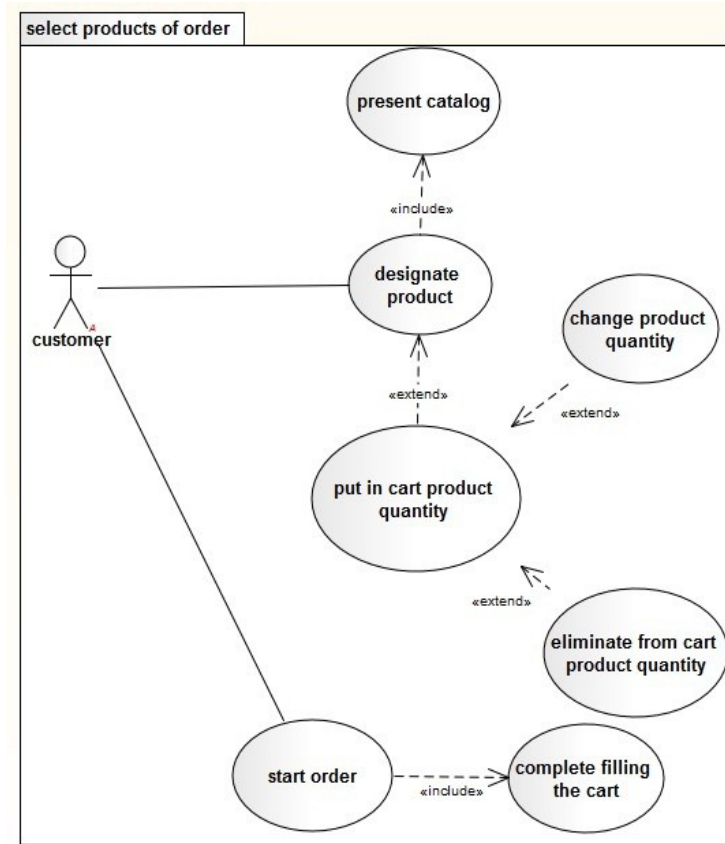 select products of order
present catalog
«include»
designate
product
customer
A
change product
quantity
«extend»
«extend»
put in cart product
quantity
«extend»
eliminate from cart
product quantity
start order
«include»
complete filling
the cart